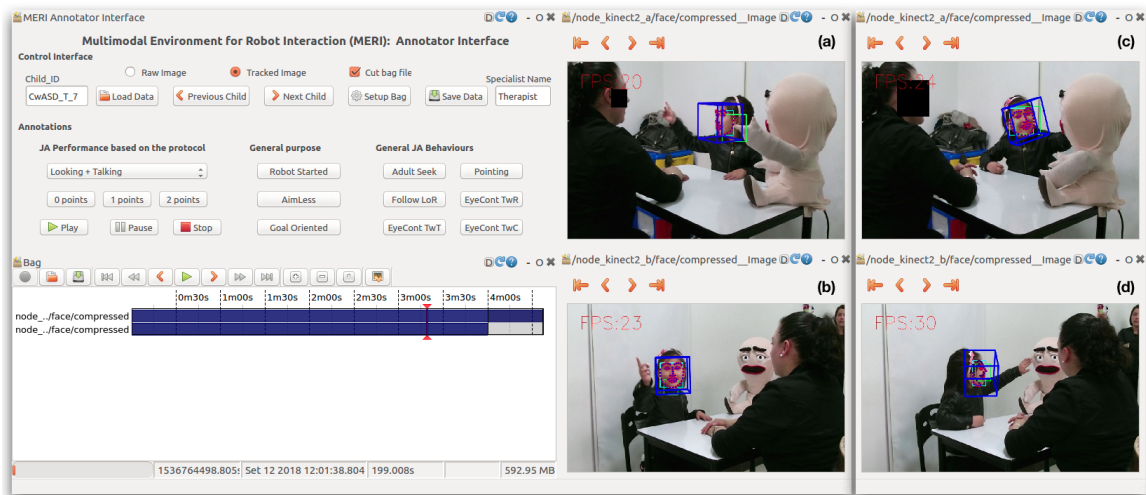 MERI Annotator Interface
Multimodal Environment for Robot Interaction (MERI): Annotator Interface
Control Interface
Child_ID
Raw Image
Tracked Image
Cut bag file
Specialist Name
CwASD_T_7
Load Data
Previous Child
Next Child
Setup Bag
Save Data
Therapist
Annotations
JA Performance based on the protocol
General purpose
General JA Behaviours
Looking + Talking
Robot Started
Adult Seek
Pointing
0 points
1 points
2 points
AimLess
Follow LoR
EyeCont TwR
Play
Pause
Stop
Goal Oriented
EyeCont TwT
EyeCont TwC
Bag
0m30s
1m00s
1m30s
2m00s
2m30s
3m00s
3m30s
4m00s
node_../face/compressed
node_../face/compressed
1536764498.805s
Set 12 2018 12:01:38.804
199.008s
592.95 MB
/node_kinect2_a/face/compressed__Image
(a)
FPS:20
/node_kinect2_b/face/compressed__Image
(b)
FPS:23
/node_kinect2_a/face/compressed__Image
(c)
FPS:24
/node_kinect2_b/face/compressed__Image
(d)
FPS:30